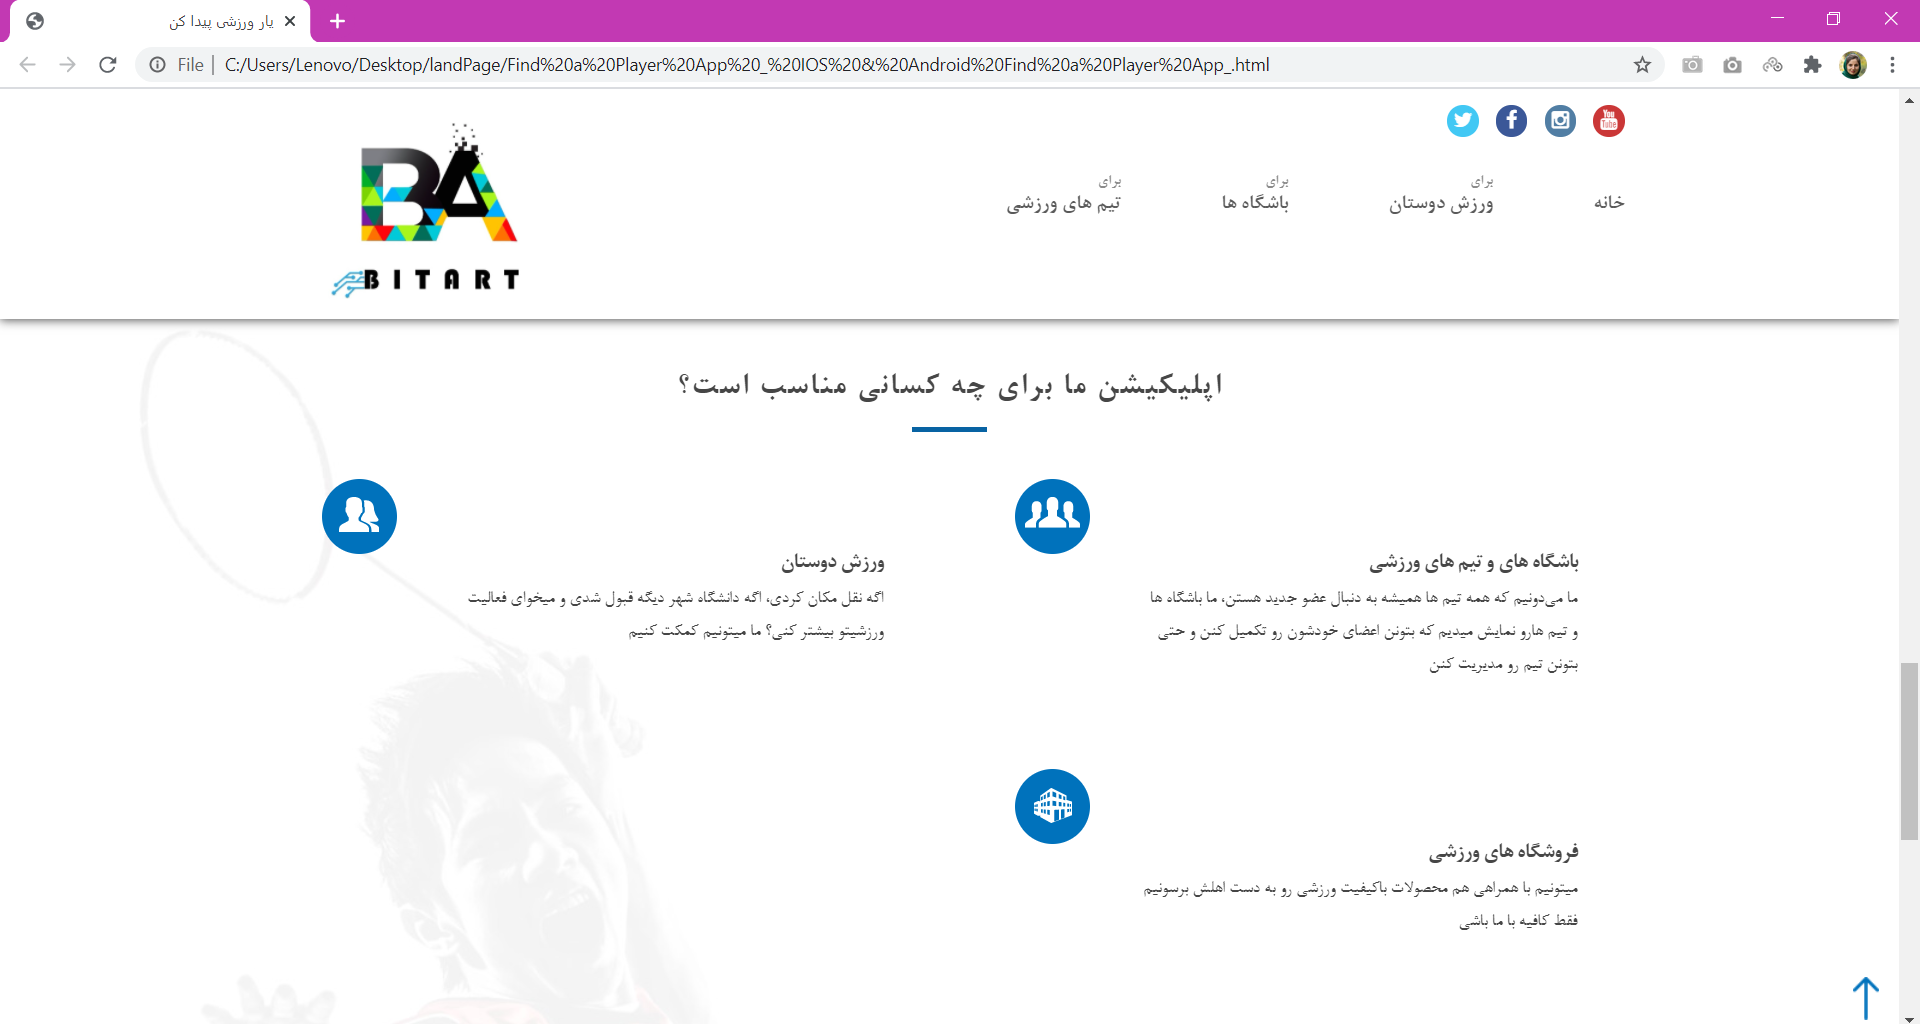 یار ورزشی پیدا کن
File | C:/Users/Lenovo/Desktop/landPage/Find%20a%20Player%20App%20_%20IOS%20&%20Android%20Find%20a%20Player%20App_.html
You Tube
BA
BITART
خانه
برای
ورزش دوستان
برای
باشگاه ها
برای
تیم های ورزشی
اپلیکیشن ما برای چه کسانی مناسب است؟
باشگاه های و تیم های ورزشی
ما می‌دونیم که همه تیم ها همیشه به دنبال عضو جدید هستن، ما باشگاه ها
و تیم هارو نمایش میدیم که بتونن اعضای خودشون رو تکمیل کنن و حتی
بتونن تیم رو مدیریت کنن
ورزش دوستان
اگه نقل مکان کردی، اگه دانشگاه شهر دیگه قبول شدی و میخوای فعالیت
ورزشیتو بیشتر کنی؟ ما میتونیم کمکت کنیم
فروشگاه های ورزشی
میتونیم با همراهی هم محصولات باکیفیت ورزشی رو به دست اهلش برسونیم
فقط کافیه با ما باشی